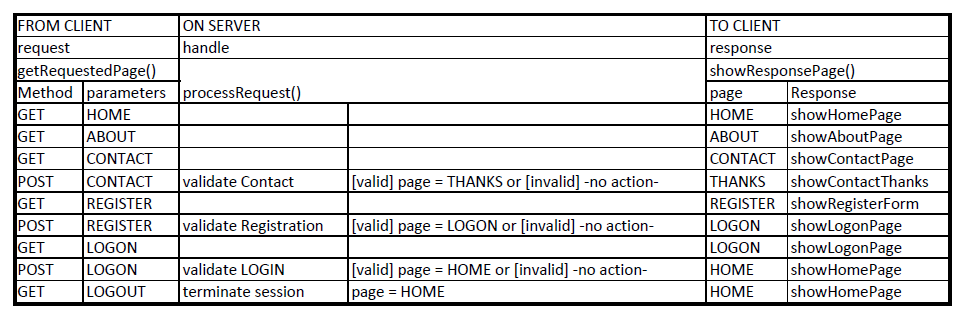 FROM CLIENT ON SERVER TO CLIENT
request handle response
getRequestedPage() showResponsePage()
Method parameters processRequest() page Response
GET HOME HOME showHomePage
GET ABOUT ABOUT showAboutPage
GET CONTACT CONTACT showContactPage
POST CONTACT validate Contact [valid] page = THANKS or [invalid] -no action- THANKS showContactThanks
GET REGISTER REGISTER showRegisterForm
POST REGISTER validate Registration [valid] page = LOGON or [invalid] -no action- LOGON showLogonPage
GET LOGON LOGON showLogonPage
POST LOGON validate LOGIN [valid] page = HOME or [invalid] -no action- HOME showHomePage
GET LOGOUT terminate session page = HOME HOME showHomePage